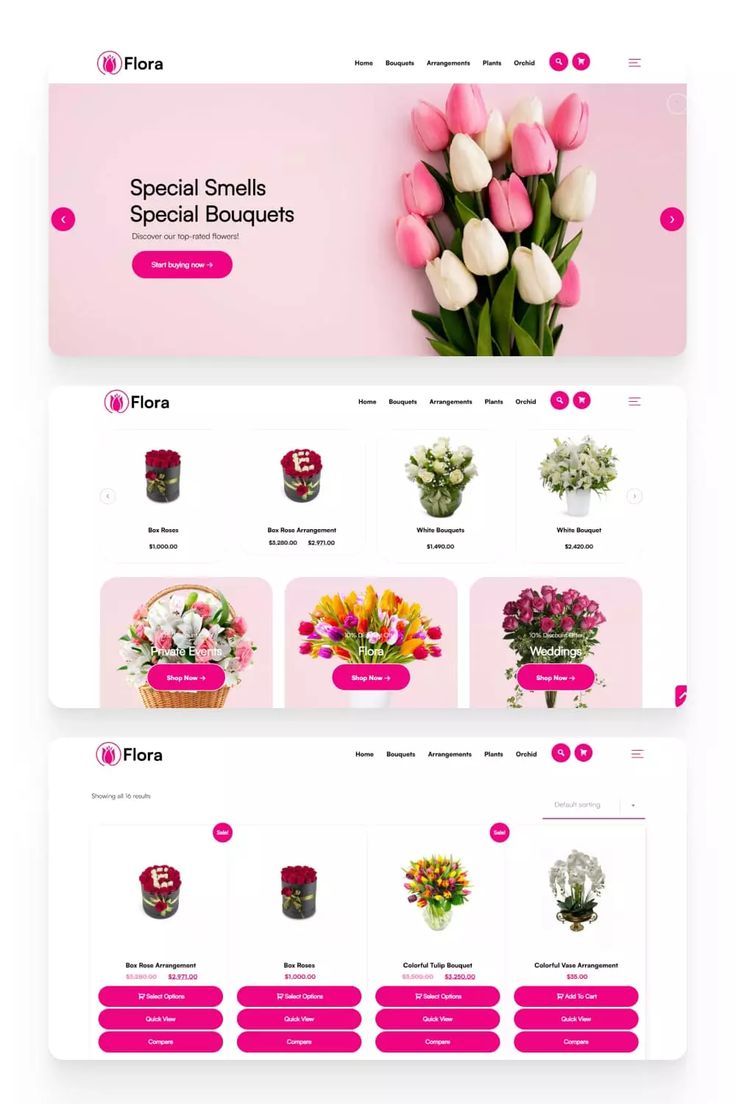 Flora
Home Bouquets Arrangements Plants Orchid
Special Smells
Special Bouquets
Discover our top-rated flowers!
Start buying now →
Flora
Home Bouquets Arrangements Plants Orchid
Box Roses
$1,000.00
Box Rose Arrangement
$3,280.00 $2,971.00
White Bouquets
$1,490.00
White Bouquet
$2,420.00
10% Discount Offer
Private Events
Shop Now →
10% Discount Offer
Flora
Shop Now →
10% Discount Offer
Weddings
Shop Now →
Flora
Home Bouquets Arrangements Plants Orchid
Showing all 16 results
Default sorting
Sale!
Box Rose Arrangement
$3,280.00 $2,971.00
Select Options
Quick View
Compare
Box Roses
$1,000.00
Select Options
Quick View
Compare
Sale!
Colorful Tulip Bouquet
$3,500.00 $3,250.00
Select Options
Quick View
Compare
Colorful Vase Arrangement
$35.00
Add To Cart
Quick View
Compare